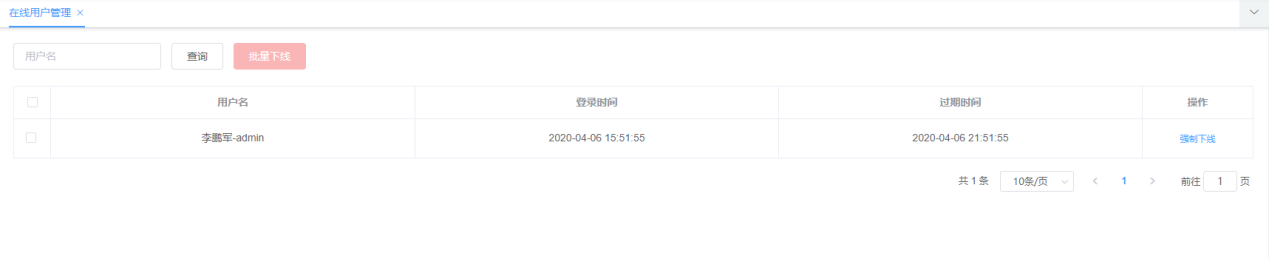 在线用户管理 ×
用户名 查询 批量下线
用户名 登录时间 过期时间 操作
李鹏军-admin 2020-04-06 15:51:55 2020-04-06 21:51:55 强制下线
共 1 条 10条/页 1 前往 1 页